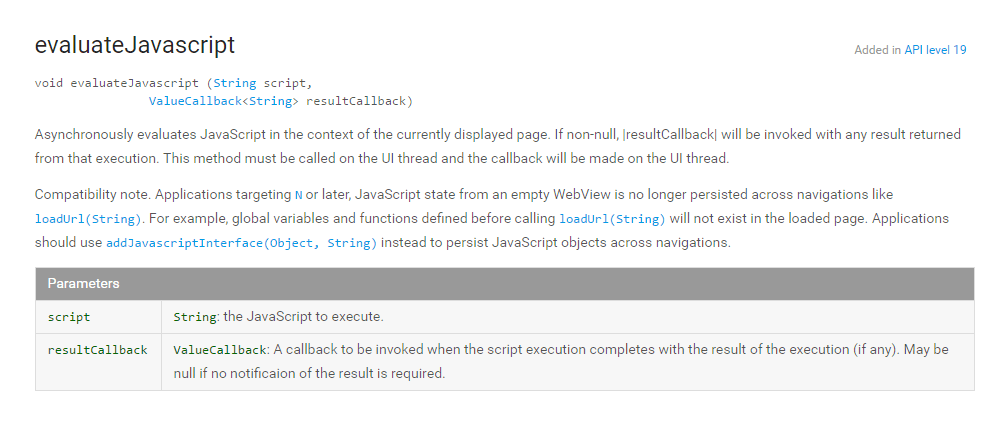 evaluateJavascript
Added in API level 19
void evaluateJavascript (String script,
ValueCallback<String> resultCallback)
Asynchronously evaluates JavaScript in the context of the currently displayed page. If non-null, |resultCallback| will be invoked with any result returned
from that execution. This method must be called on the UI thread and the callback will be made on the UI thread.
Compatibility note. Applications targeting N or later, JavaScript state from an empty WebView is no longer persisted across navigations like
loadUrl(String). For example, global variables and functions defined before calling loadUrl(String) will not exist in the loaded page. Applications
should use addJavascriptInterface(Object, String) instead to persist JavaScript objects across navigations.
Parameters
script
String: the JavaScript to execute.
resultCallback
ValueCallback: A callback to be invoked when the script execution completes with the result of the execution (if any). May be
null if no notificaion of the result is required.